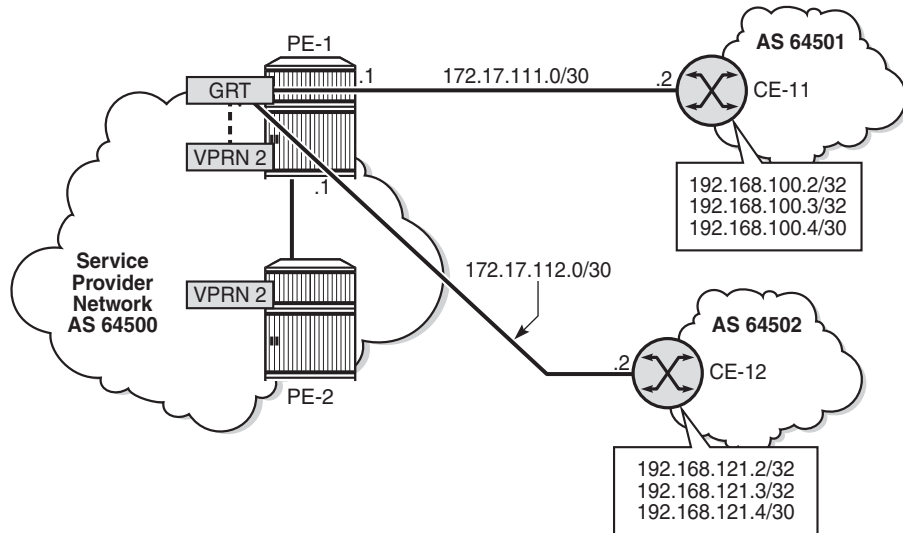 PE-1
AS 64501
.1
172.17.111.0/30
.2
CE-11
GRT
VPRN 2
192.168.100.2/32
192.168.100.3/32
192.168.100.4/30
.1
Service
Provider
Network
AS 64500
172.17.112.0/30
VPRN 2
AS 64502
.2
CE-12
PE-2
192.168.121.2/32
192.168.121.3/32
192.168.121.4/30